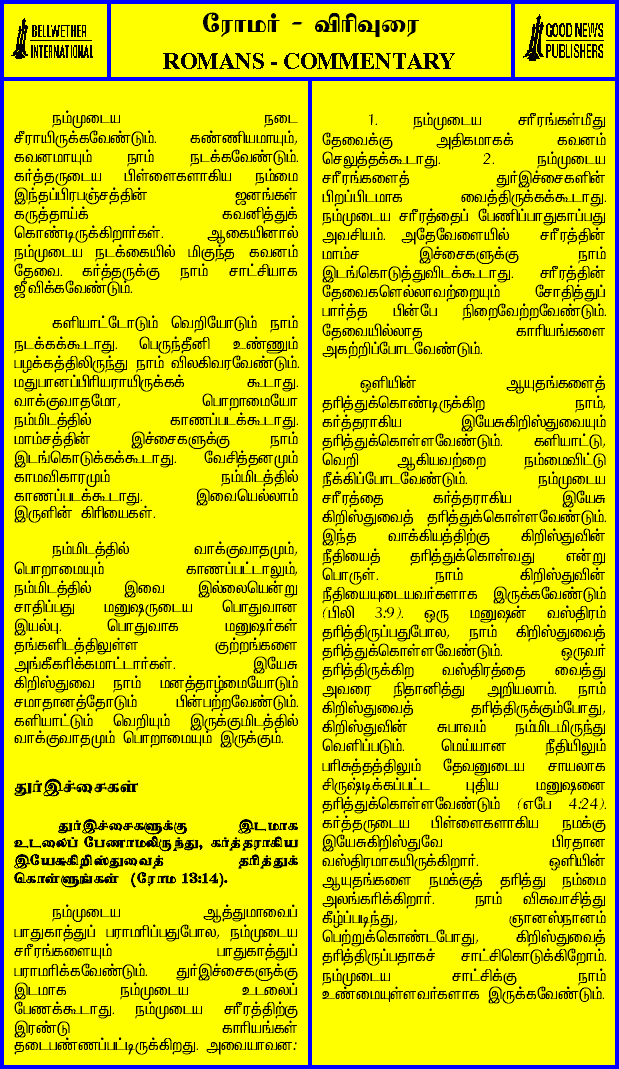 BELLWETHER
INTERNATIONAL
ரோமர் - விரிவுரை
ROMANS - COMMENTARY
GOOD NEWS
PUBLISHERS
நம்முடைய நடை
சீராயிருக்கவேண்டும். கண்ணியமாயும்,
கவனமாயும் நாம் நடக்கவேண்டும்.
கர்த்தருடைய பிள்ளைகளாகிய நம்மை
இந்தப்பிரபஞ்சத்தின் ஜனங்கள்
கருத்தாய்க் கவனித்துக்
கொண்டிருக்கிறார்கள். ஆகையினால்
நம்முடைய நடக்கையில் மிகுந்த கவனம்
தேவை. கர்த்தருக்கு நாம் சாட்சியாக
ஜீவிக்கவேண்டும்.
களியாட்டோடும் வெறியோடும் நாம்
நடக்கக்கூடாது. பெருந்தீனி உண்ணும்
பழக்கத்திலிருந்து நாம் விலகிவரவேண்டும்.
மதுபானப்பிரியராயிருக்கக் கூடாது.
வாக்குவாதமோ, பொறாமையோ
நம்மிடத்தில் காணப்படக்கூடாது.
மாம்சத்தின் இச்சைகளுக்கு நாம்
இடங்கொடுக்கக்கூடாது. வேசித்தனமும்
காமவிகாரமும் நம்மிடத்தில்
காணப்படக்கூடாது. இவையெல்லாம்
இருளின் கிரியைகள்.
நம்மிடத்தில் வாக்குவாதமும்,
பொறாமையும் காணப்பட்டாலும்,
நம்மிடத்தில் இவை இல்லையென்று
சாதிப்பது மனுஷருடைய பொதுவான
இயல்பு. பொதுவாக மனுஷர்கள்
தங்களிடத்திலுள்ள குற்றங்களை
அங்கீகரிக்கமாட்டார்கள். இயேசு
கிறிஸ்துவை நாம் மனத்தாழ்மையோடும்
சமாதானத்தோடும் பின்பற்றவேண்டும்.
களியாட்டும் வெறியும் இருக்குமிடத்தில்
வாக்குவாதமும் பொறாமையும் இருக்கும்.
துர்இச்சைகள்
துர்இச்சைகளுக்கு இடமாக
உடலைப் பேணாமலிருந்து, கர்த்தராகிய
இயேசுகிறிஸ்துவைத் தரித்துக்
கொள்ளுங்கள் (ரோம 13:14).
நம்முடைய ஆத்துமாவைப்
பாதுகாத்துப் பராமரிப்பதுபோல, நம்முடைய
சரீரங்களையும் பாதுகாத்துப்
பராமரிக்கவேண்டும். துர்இச்சைகளுக்கு
இடமாக நம்முடைய உடலைப்
பேணக்கூடாது. நம்முடைய சரீரத்திற்கு
இரண்டு காரியங்கள்
தடைபண்ணப்பட்டிருக்கிறது. அவையாவன:
1. நம்முடைய சரீரங்கள்மீது
தேவைக்கு அதிகமாகக் கவனம்
செலுத்தக்கூடாது. 2. நம்முடைய
சரீரங்களைத் துர்இச்சைகளின்
பிறப்பிடமாக வைத்திருக்கக்கூடாது.
நம்முடைய சரீரத்தைப் பேணிப்பாதுகாப்பது
அவசியம். அதேவேளையில் சரீரத்தின்
மாம்ச இச்சைகளுக்கு நாம்
இடங்கொடுத்துவிடக்கூடாது. சரீரத்தின்
தேவைகளெல்லாவற்றையும் சோதித்துப்
பார்த்த பின்பே நிறைவேற்றவேண்டும்.
தேவையில்லாத காரியங்களை
அகற்றிப்போடவேண்டும்.
ஒளியின் ஆயுதங்களைத்
தரித்துக்கொண்டிருக்கிற நாம்,
கர்த்தராகிய இயேசுகிறிஸ்துவையும்
தரித்துக்கொள்ளவேண்டும். களியாட்டு,
வெறி ஆகியவற்றை நம்மைவிட்டு
நீக்கிப்போடவேண்டும். நம்முடைய
சரீரத்தை கர்த்தராகிய இயேசு
கிறிஸ்துவைத் தரித்துக்கொள்ளவேண்டும்.
இந்த வாக்கியத்திற்கு கிறிஸ்துவின்
நீதியைத் தரித்துக்கொள்வது என்று
பொருள். நாம் கிறிஸ்துவின்
நீதியையுடையவர்களாக இருக்கவேண்டும்
(பிலி 3:9). ஒரு மனுஷன் வஸ்திரம்
தரித்திருப்பதுபோல, நாம் கிறிஸ்துவைத்
தரித்துக்கொள்ளவேண்டும். ஒருவர்
தரித்திருக்கிற வஸ்திரத்தை வைத்து
அவரை நிதானித்து அறியலாம். நாம்
கிறிஸ்துவைத் தரித்திருக்கும்போது,
கிறிஸ்துவின் சுபாவம் நம்மிடமிருந்து
வெளிப்படும். மெய்யான நீதியிலும்
பரிசுத்தத்திலும் தேவனுடைய சாயலாக
சிருஷ்டிக்கப்பட்ட புதிய மனுஷனை
தரித்துக்கொள்ளவேண்டும் (எபே 4:24).
கர்த்தருடைய பிள்ளைகளாகிய நமக்கு
இயேசுகிறிஸ்துவே பிரதான
வஸ்திரமாகயிருக்கிறார். ஒளியின்
ஆயுதங்களை நமக்குத் தரித்து நம்மை
அலங்கரிக்கிறார். நாம் விசுவாசித்து
கீழ்ப்படிந்து, ஞானஸ்நானம்
பெற்றுக்கொண்டபோது, கிறிஸ்துவைத்
தரித்திருப்பதாகச் சாட்சிகொடுக்கிறோம்.
நம்முடைய சாட்சிக்கு நாம்
உண்மையுள்ளவர்களாக இருக்கவேண்டும்.